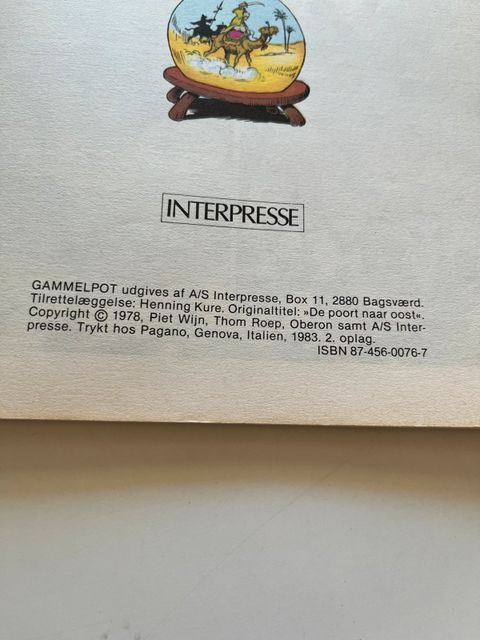 INTERPRESSE
GAMMELPOT udgives af A/S Interpresse, Box 11, 2880 Bagsværd.
Tilrettelæggelse: Henning Kure. Originaltitel: »De poort naar oost«.
Copyright © 1978, Piet Wijn, Thom Roep, Oberon samt A/S Inter-
presse. Trykt hos Pagano, Genova, Italien, 1983. 2. oplag.
ISBN 87-456-0076-7